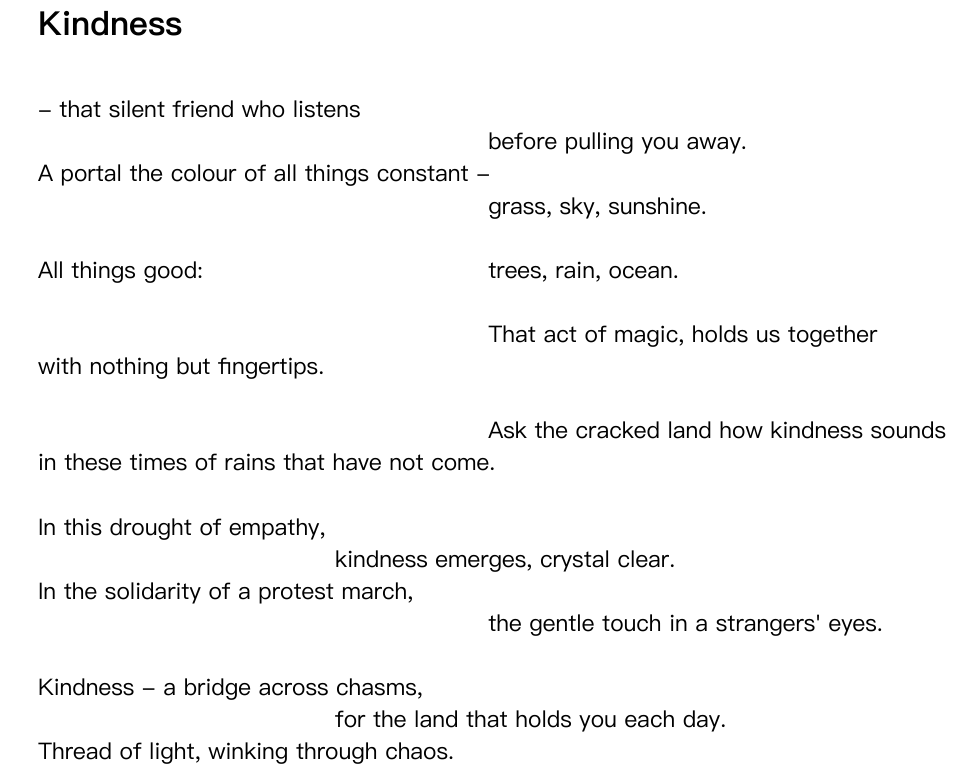 Kindness
– that silent friend who listens
before pulling you away.
A portal the colour of all things constant –
grass, sky, sunshine.
All things good: trees, rain, ocean.
That act of magic, holds us together
with nothing but fingertips.
Ask the cracked land how kindness sounds
in these times of rains that have not come.
In this drought of empathy,
kindness emerges, crystal clear.
In the solidarity of a protest march,
the gentle touch in a strangers' eyes.
Kindness – a bridge across chasms,
for the land that holds you each day.
Thread of light, winking through chaos.